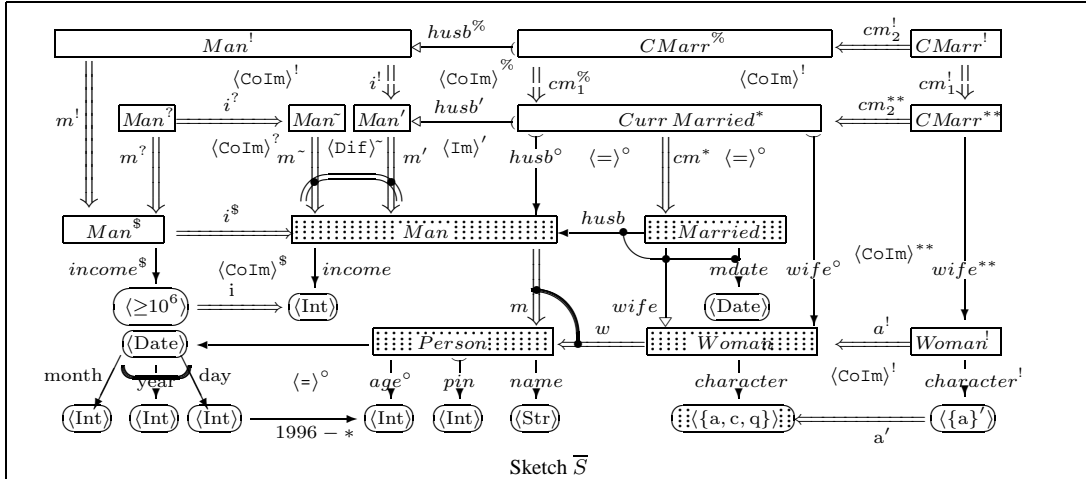 Man! husb% CMarr% cm!2 CMarr!
⟨CoIm⟩! i! ⟨CoIm⟩% cm%1 ⟨CoIm⟩! cm!1
m! Man? i? Man~ Man′ husb′ Curr Married* cm**2 CMarr**
m? ⟨CoIm⟩? m~ ⟨Dif⟩~ m′ ⟨Im⟩′ husb° ⟨=⟩° cm* ⟨=⟩°
Man$ i$ Man husb Married
income$ ⟨CoIm⟩$ income mdate wife° ⟨CoIm⟩** wife**
⟨≥10⁶⟩ i ⟨Int⟩ m wife ⟨Date⟩
⟨Date⟩ Person w Woman a! Woman!
month year day ⟨=⟩° age° pin name character ⟨CoIm⟩! character!
⟨Int⟩ ⟨Int⟩ ⟨Int⟩ 1996 − * ⟨Int⟩ ⟨Int⟩ ⟨Str⟩ ⟨{a, c, q}⟩ a′ ⟨{a}′⟩
Sketch S̅